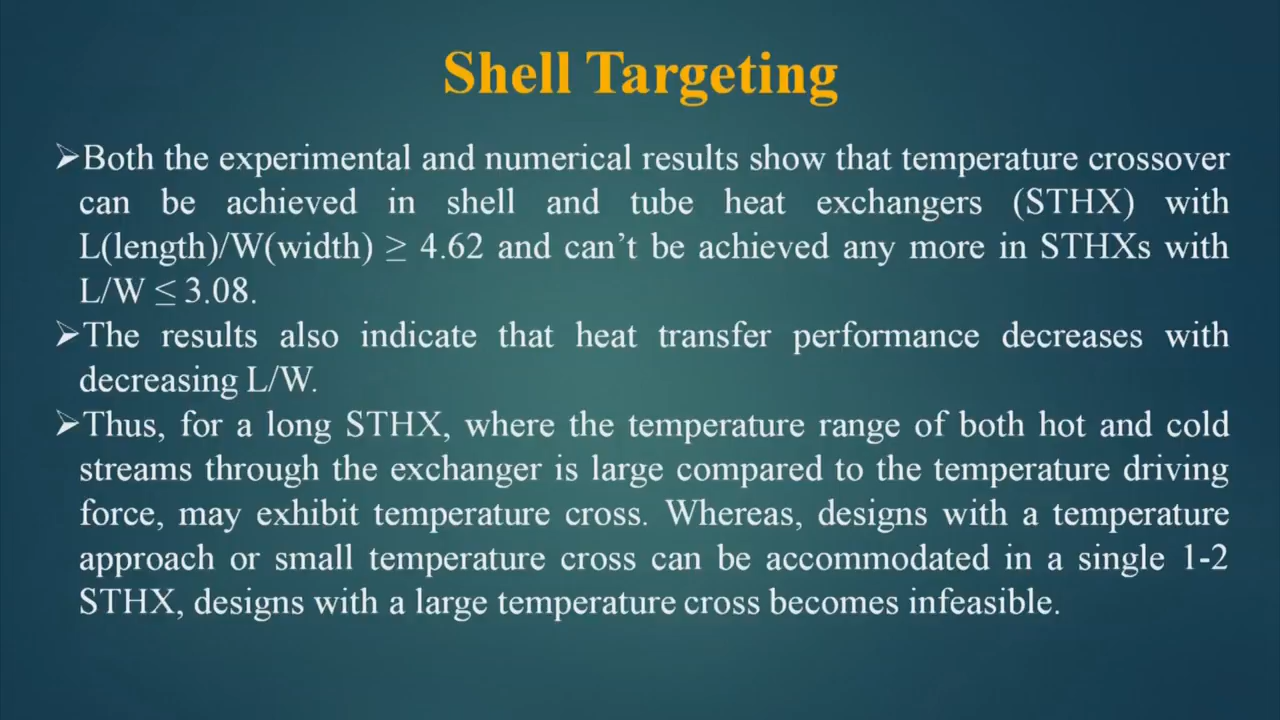 Shell Targeting
➢Both the experimental and numerical results show that temperature crossover
can be achieved in shell and tube heat exchangers (STHX) with
L(length)/W(width) ≥ 4.62 and can’t be achieved any more in STHXs with
L/W ≤ 3.08.
➢The results also indicate that heat transfer performance decreases with
decreasing L/W.
➢Thus, for a long STHX, where the temperature range of both hot and cold
streams through the exchanger is large compared to the temperature driving
force, may exhibit temperature cross. Whereas, designs with a temperature
approach or small temperature cross can be accommodated in a single 1-2
STHX, designs with a large temperature cross becomes infeasible.